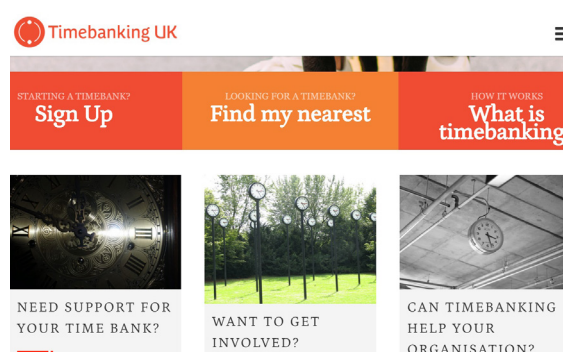 Timebanking UK
STARTING A TIMEBANK?
Sign Up
LOOKING FOR A TIMEBANK?
Find my nearest
HOW IT WORKS
What is
timebanking
NEED SUPPORT FOR
YOUR TIME BANK?
WANT TO GET
INVOLVED?
CAN TIMEBANKING
HELP YOUR
ORGANISATION?